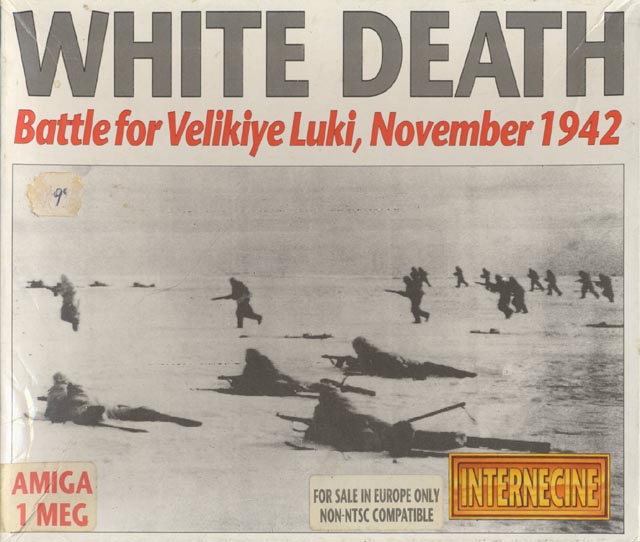 WHITE DEATH
Battle for Velikiye Luki, November 1942
AMIGA
1 MEG
FOR SALE IN EUROPE ONLY
NON-NTSC COMPATIBLE
INTERNECINE